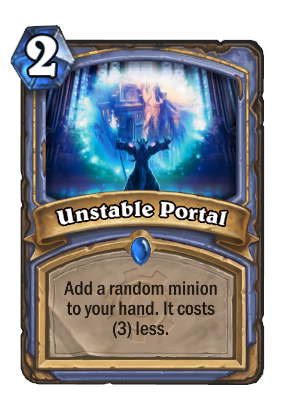 2
Unstable Portal
Add a random minion
to your hand. It costs
(3) less.